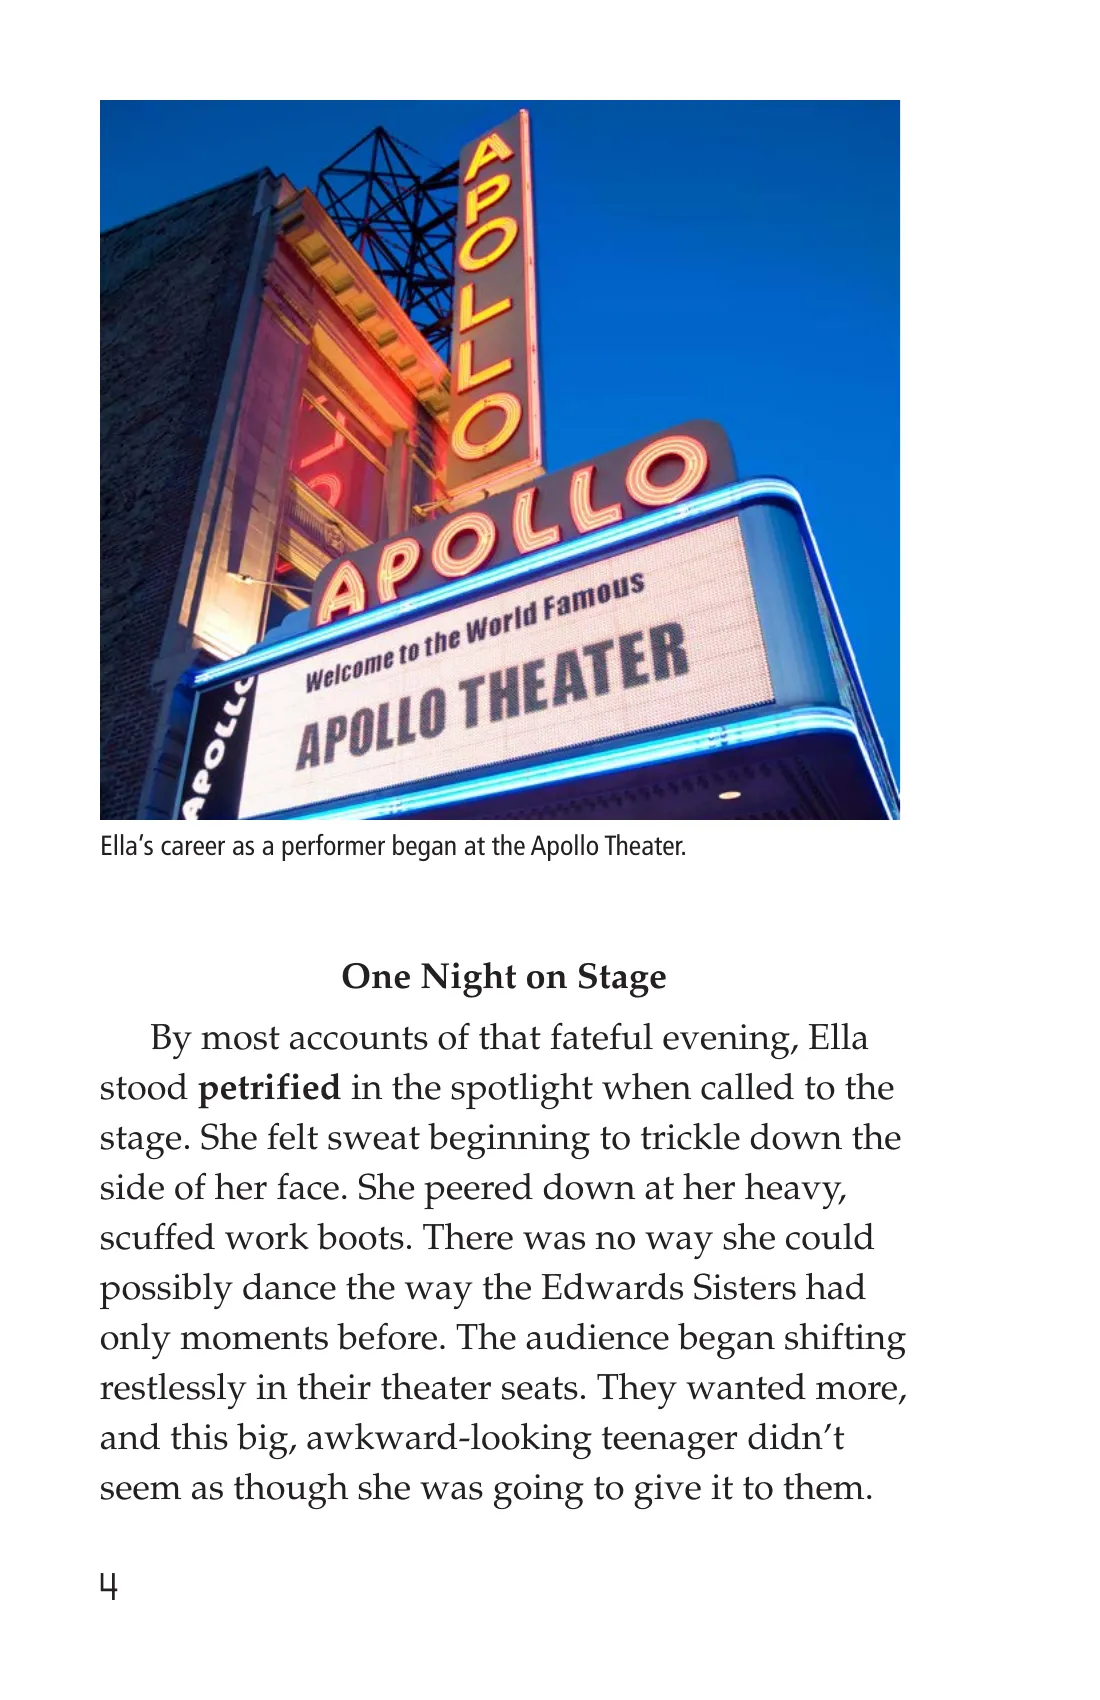 APOLLO
APOLLO
Welcome to the World Famous
APOLLO THEATER
APOLLO
Ella’s career as a performer began at the Apollo Theater.
One Night on Stage
By most accounts of that fateful evening, Ella
stood petrified in the spotlight when called to the
stage. She felt sweat beginning to trickle down the
side of her face. She peered down at her heavy,
scuffed work boots. There was no way she could
possibly dance the way the Edwards Sisters had
only moments before. The audience began shifting
restlessly in their theater seats. They wanted more,
and this big, awkward-looking teenager didn’t
seem as though she was going to give it to them.
4